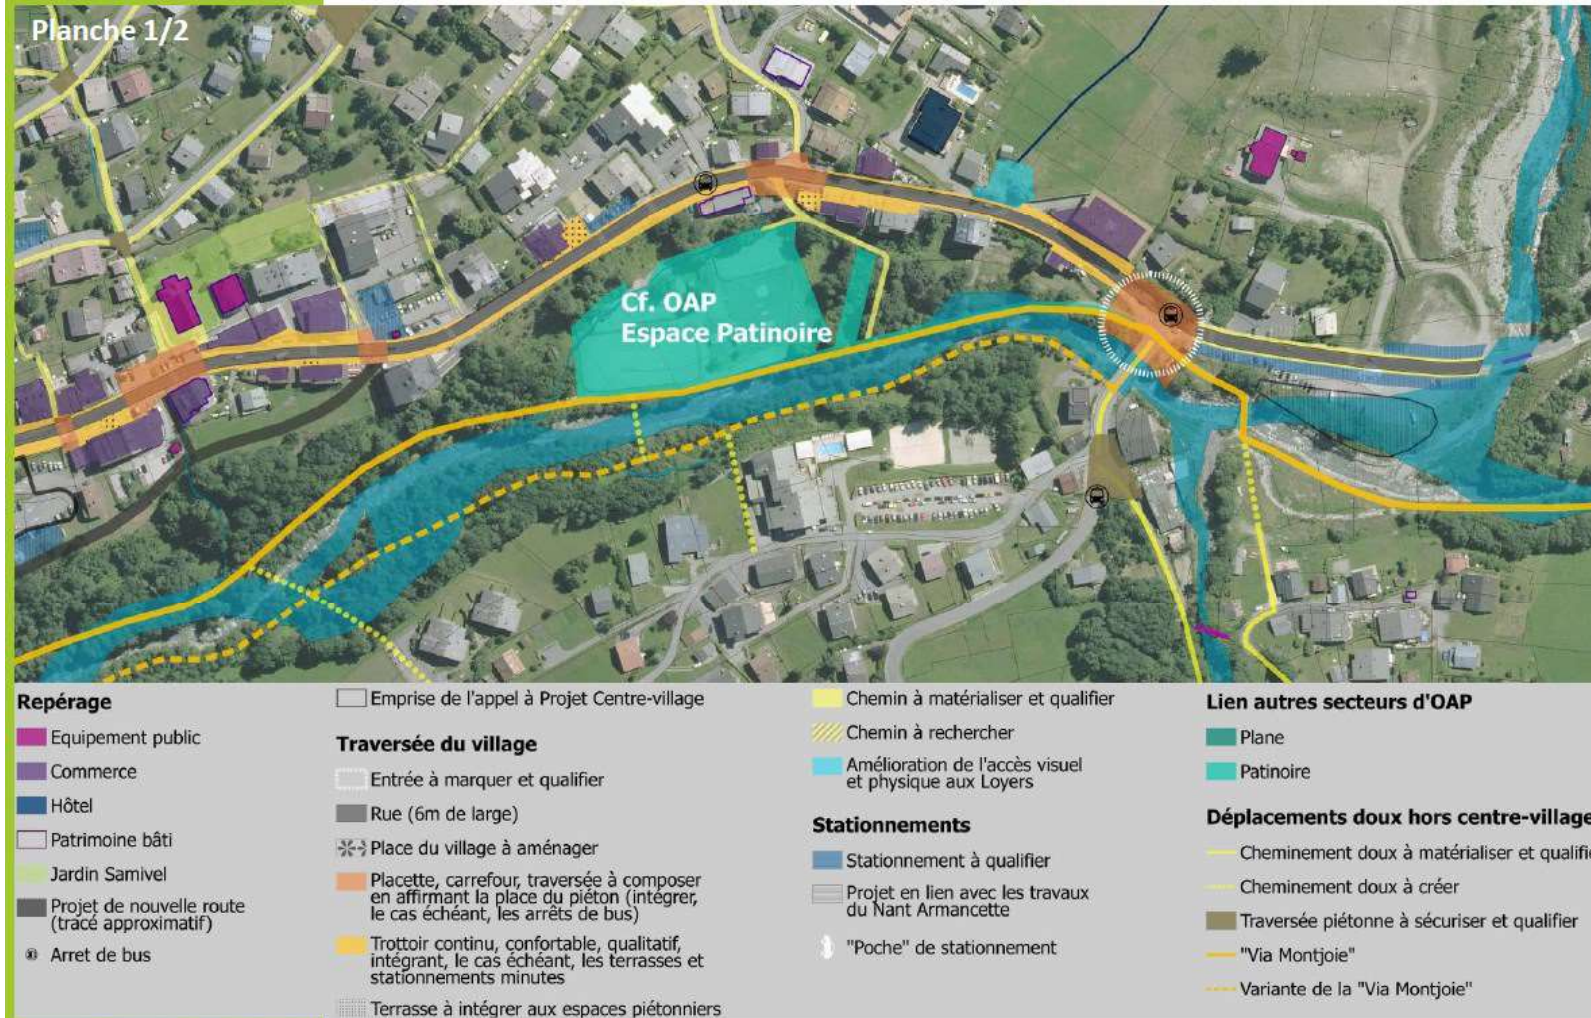 Planche 1/2
Cf. OAP
Espace Patinoire
Repérage
Equipement public
Commerce
Hôtel
Patrimoine bâti
Jardin Samivel
Projet de nouvelle route
(tracé approximatif)
Arret de bus
Emprise de l'appel à Projet Centre-village
Traversée du village
Entrée à marquer et qualifier
Rue (6m de large)
Place du village à aménager
Placette, carrefour, traversée à composer
en affirmant la place du piéton (intégrer,
le cas échéant, les arrêts de bus)
Trottoir continu, confortable, qualitatif,
intégrant, le cas échéant, les terrasses et
stationnements minutes
Terrasse à intégrer aux espaces piétonniers
Chemin à matérialiser et qualifier
Chemin à rechercher
Amélioration de l'accès visuel
et physique aux Loyers
Stationnements
Stationnement à qualifier
Projet en lien avec les travaux
du Nant Armancette
"Poche" de stationnement
Lien autres secteurs d'OAP
Plane
Patinoire
Déplacements doux hors centre-village
Cheminement doux à matérialiser et qualifie
Cheminement doux à créer
Traversée piétonne à sécuriser et qualifier
"Via Montjoie"
Variante de la "Via Montjoie"